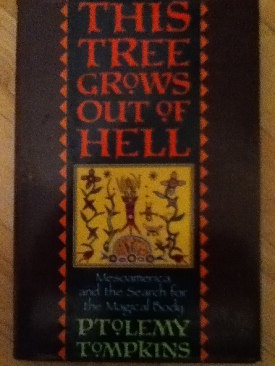 THIS
TREE
GROWS
OUT OF
HELL
Mesoamerica
and the Search for
the Magical Body
PTOLEMY
TOMPKINS